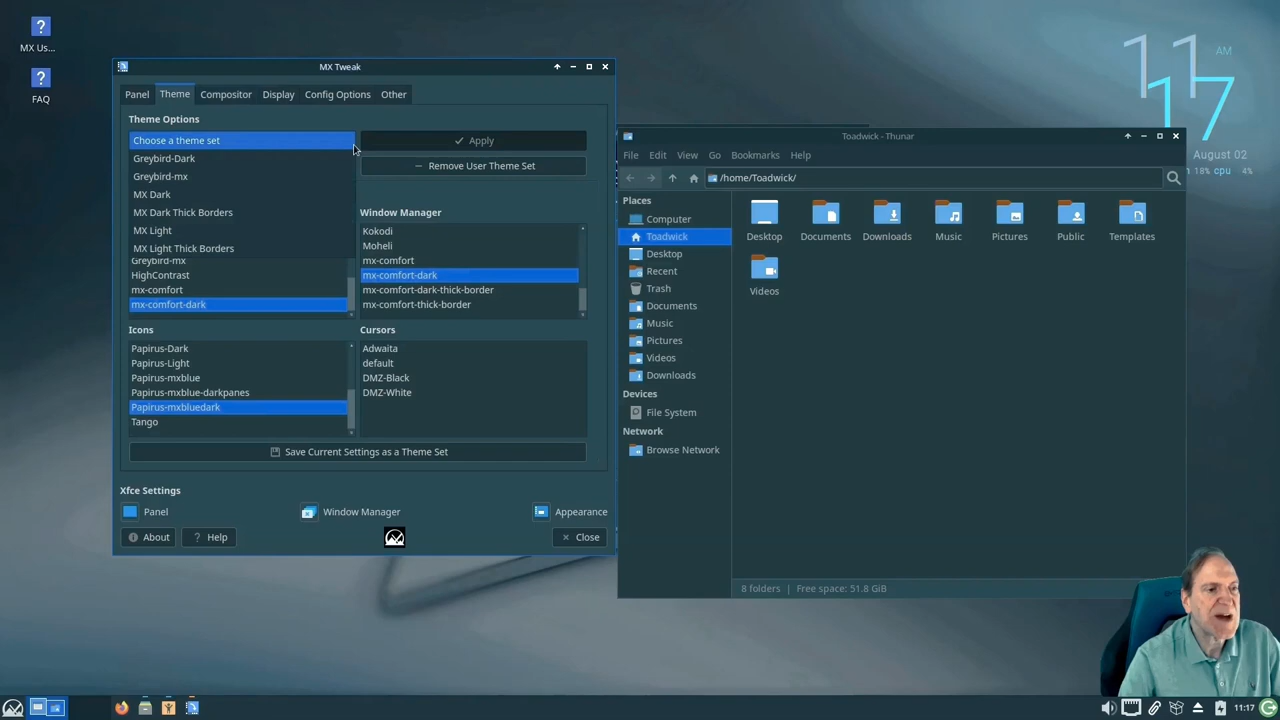 MX Us...
FAQ
11
AM
17
August 02
18% cpu 4%
MX Tweak
Panel
Theme
Compositor
Display
Config Options
Other
Theme Options
Choose a theme set
Greybird-Dark
Greybird-mx
MX Dark
MX Dark Thick Borders
MX Light
MX Light Thick Borders
Greybird-mx
HighContrast
mx-comfort
mx-comfort-dark
Apply
Remove User Theme Set
Window Manager
Kokodi
Moheli
mx-comfort
mx-comfort-dark
mx-comfort-dark-thick-border
mx-comfort-thick-border
Icons
Papirus-Dark
Papirus-Light
Papirus-mxblue
Papirus-mxblue-darkpanes
Papirus-mxbluedark
Tango
Cursors
Adwaita
default
DMZ-Black
DMZ-White
Save Current Settings as a Theme Set
Xfce Settings
Panel
Window Manager
Appearance
About
Help
Close
Toadwick - Thunar
File
Edit
View
Go
Bookmarks
Help
/home/Toadwick/
Places
Computer
Toadwick
Desktop
Recent
Trash
Documents
Music
Pictures
Videos
Downloads
Devices
File System
Network
Browse Network
Desktop
Documents
Downloads
Music
Pictures
Public
Templates
Videos
8 folders | Free space: 51.8 GiB
11:17